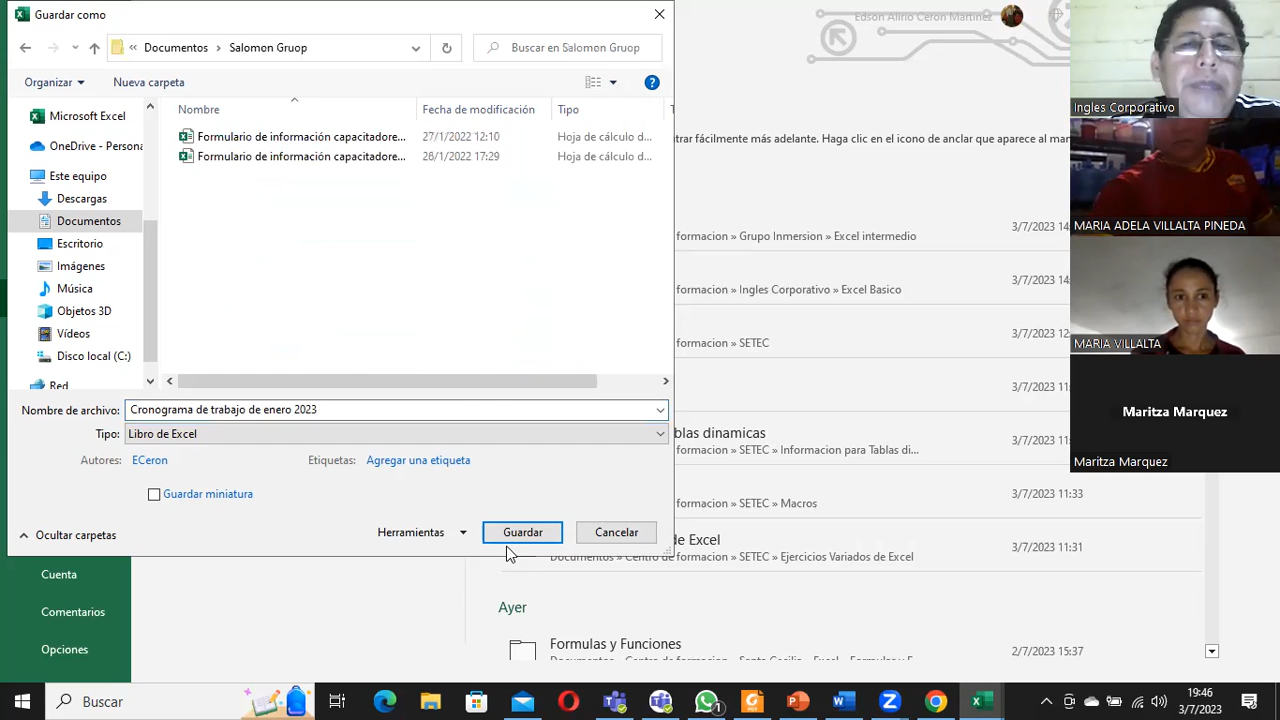 Guardar como
Edson Alirio Ceron Martinez
Documentos > Salomon Gruop
Buscar en Salomon Gruop
Organizar
Nueva carpeta
Nombre
Fecha de modificación
Tipo
Microsoft Excel
OneDrive - Persona
Este equipo
Descargas
Documentos
Escritorio
Imágenes
Música
Objetos 3D
Vídeos
Disco local (C:)
Red
Formulario de información capacitadore...
27/1/2022 12:10
Hoja de cálculo d...
Formulario de información capacitadore...
28/1/2022 17:29
Hoja de cálculo d...
Nombre de archivo:
Cronograma de trabajo de enero 2023
Tipo:
Libro de Excel
Autores:
ECeron
Etiquetas:
Agregar una etiqueta
Guardar miniatura
Ocultar carpetas
Herramientas
Guardar
Cancelar
Cuenta
Comentarios
Opciones
trar fácilmente más adelante. Haga clic en el icono de anclar que aparece al mar
formacion » Grupo Inmersion » Excel intermedio
3/7/2023 14:
formacion » Ingles Corporativo » Excel Basico
3/7/2023 14:
formacion » SETEC
3/7/2023 12:
3/7/2023 11:
blas dinamicas
formacion » SETEC » Informacion para Tablas di...
3/7/2023 11:
formacion » SETEC » Macros
3/7/2023 11:33
de Excel
Documentos » Centro de formacion » SETEC » Ejercicios Variados de Excel
3/7/2023 11:31
Ayer
Formulas y Funciones
Documentos » Centro de formacion » Santa Cecilia » Excel » Formulas y F...
2/7/2023 15:37
Ingles Corporativo
MARIA ADELA VILLALTA PINEDA
MARIA VILLALTA
Maritza Marquez
Maritza Marquez
Buscar
1
19:46
3/7/2023